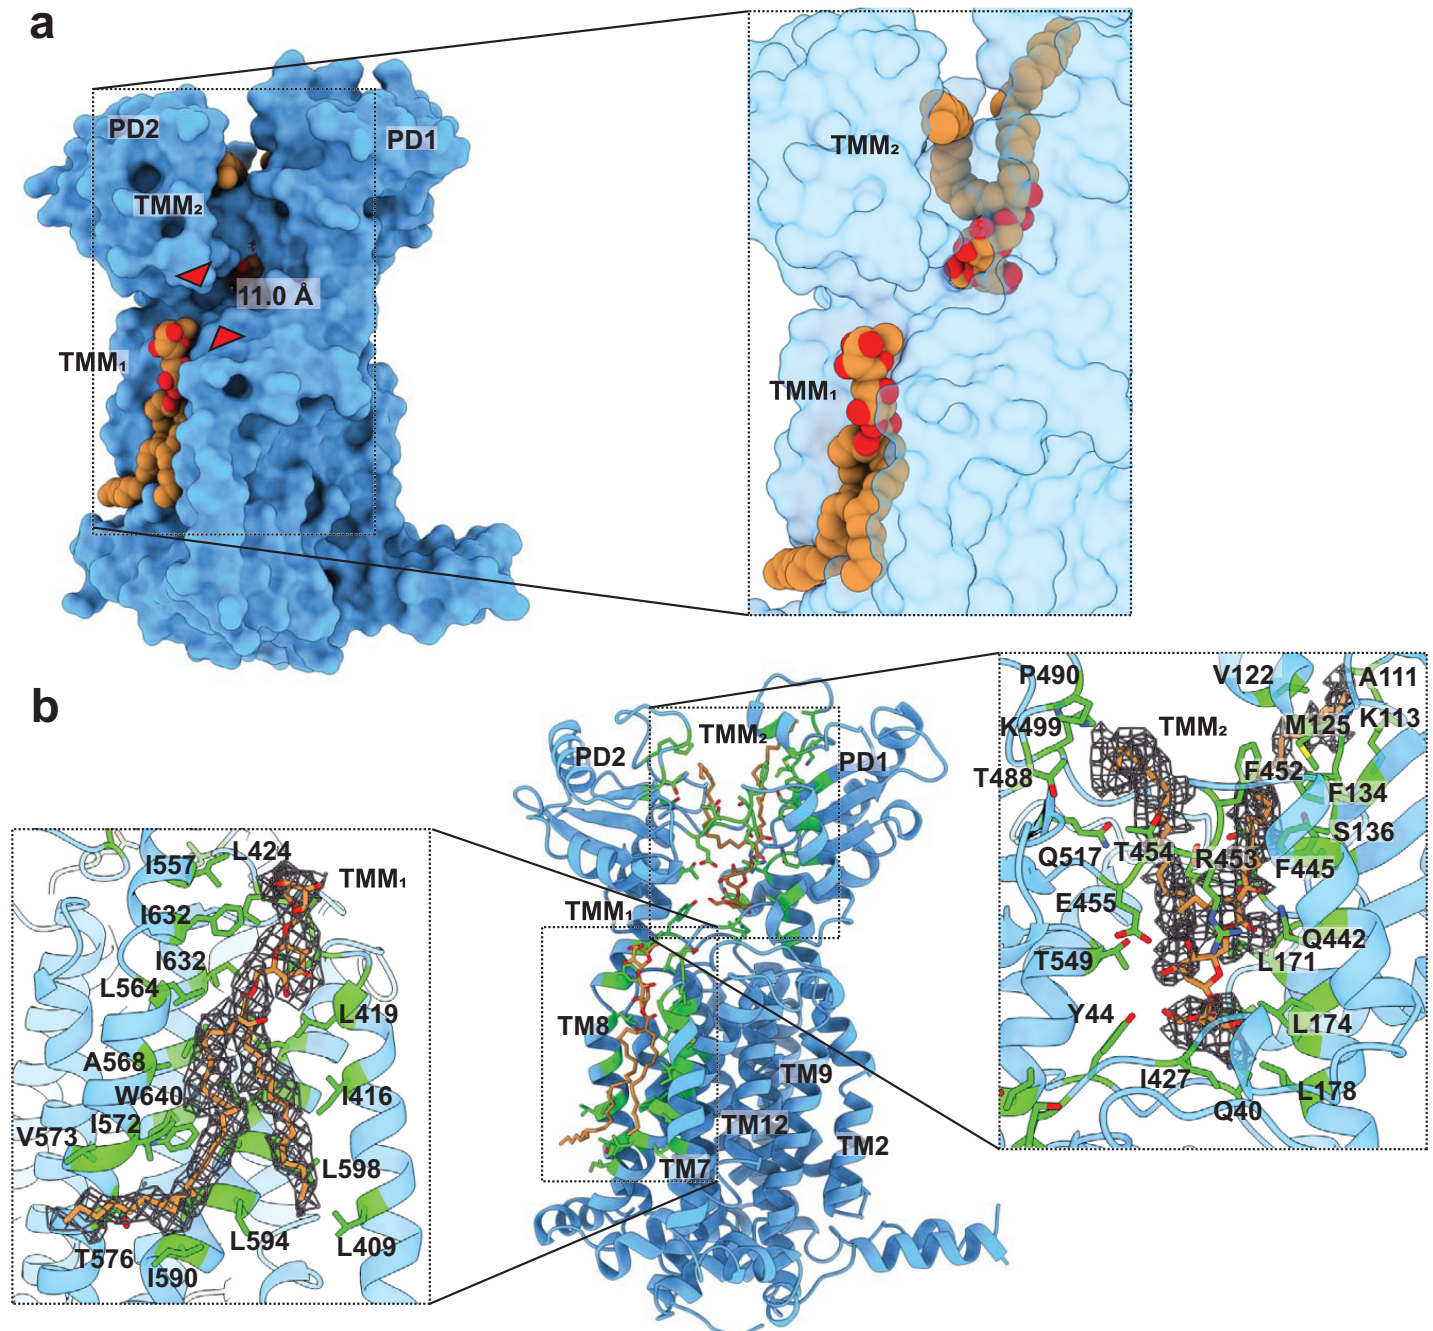 a
PD2
PD1
TMM₂
11.0 Å
TMM₁
TMM₂
TMM₁
b
PD2
TMM₂
PD1
TMM₁
TM8
TM9
TM12
TM2
TM7
I557
L424
TMM₁
I632
I632
L564
L419
A568
W640
I416
I572
V573
L598
T576
L594
L409
I590
P490
V122
A111
K499
TMM₂
M125
K113
T488
F452
F134
S136
Q517
T454
R453
F445
E455
Q442
T549
L171
Y44
L174
I427
L178
Q40